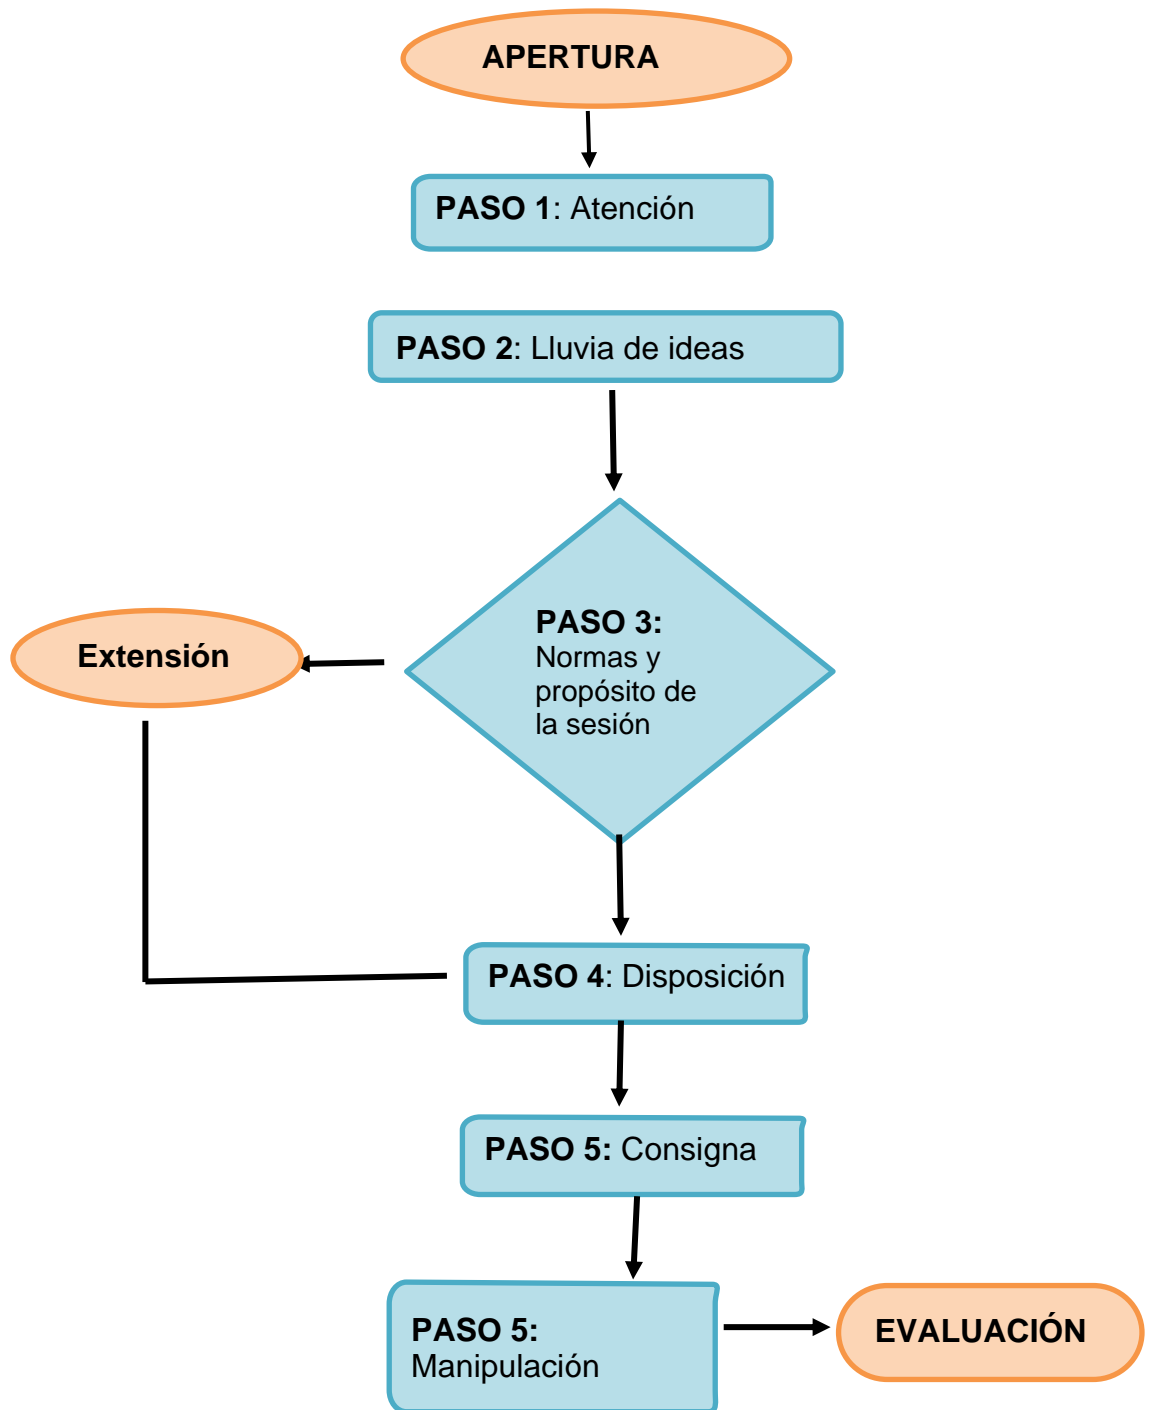 APERTURA
PASO 1: Atención
PASO 2: Lluvia de ideas
PASO 3:
Normas y
propósito de
la sesión
Extensión
PASO 4: Disposición
PASO 5: Consigna
PASO 5:
Manipulación
EVALUACIÓN